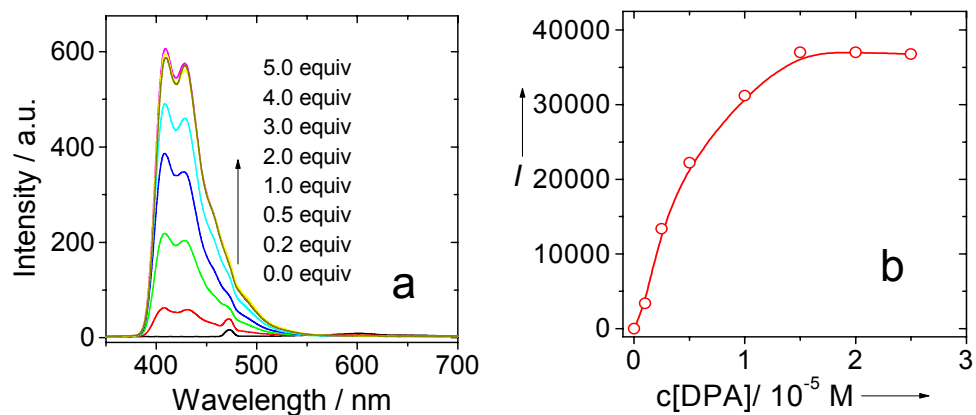 Intensity / a.u.
600
400
200
0
5.0 equiv
4.0 equiv
3.0 equiv
2.0 equiv
1.0 equiv
0.5 equiv
0.2 equiv
0.0 equiv
a
400 500 600 700
Wavelength / nm
I
40000
30000
20000
10000
0
b
0 1 2 3
c[DPA]/ 10⁻⁵ M